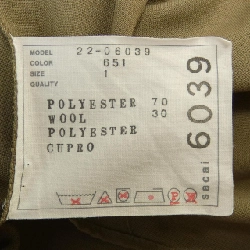 MODEL 22-06039
COLOR 651
SIZE 1
QUALITY
POLYESTER 70
WOOL 30
POLYESTER
CUPRO
6039